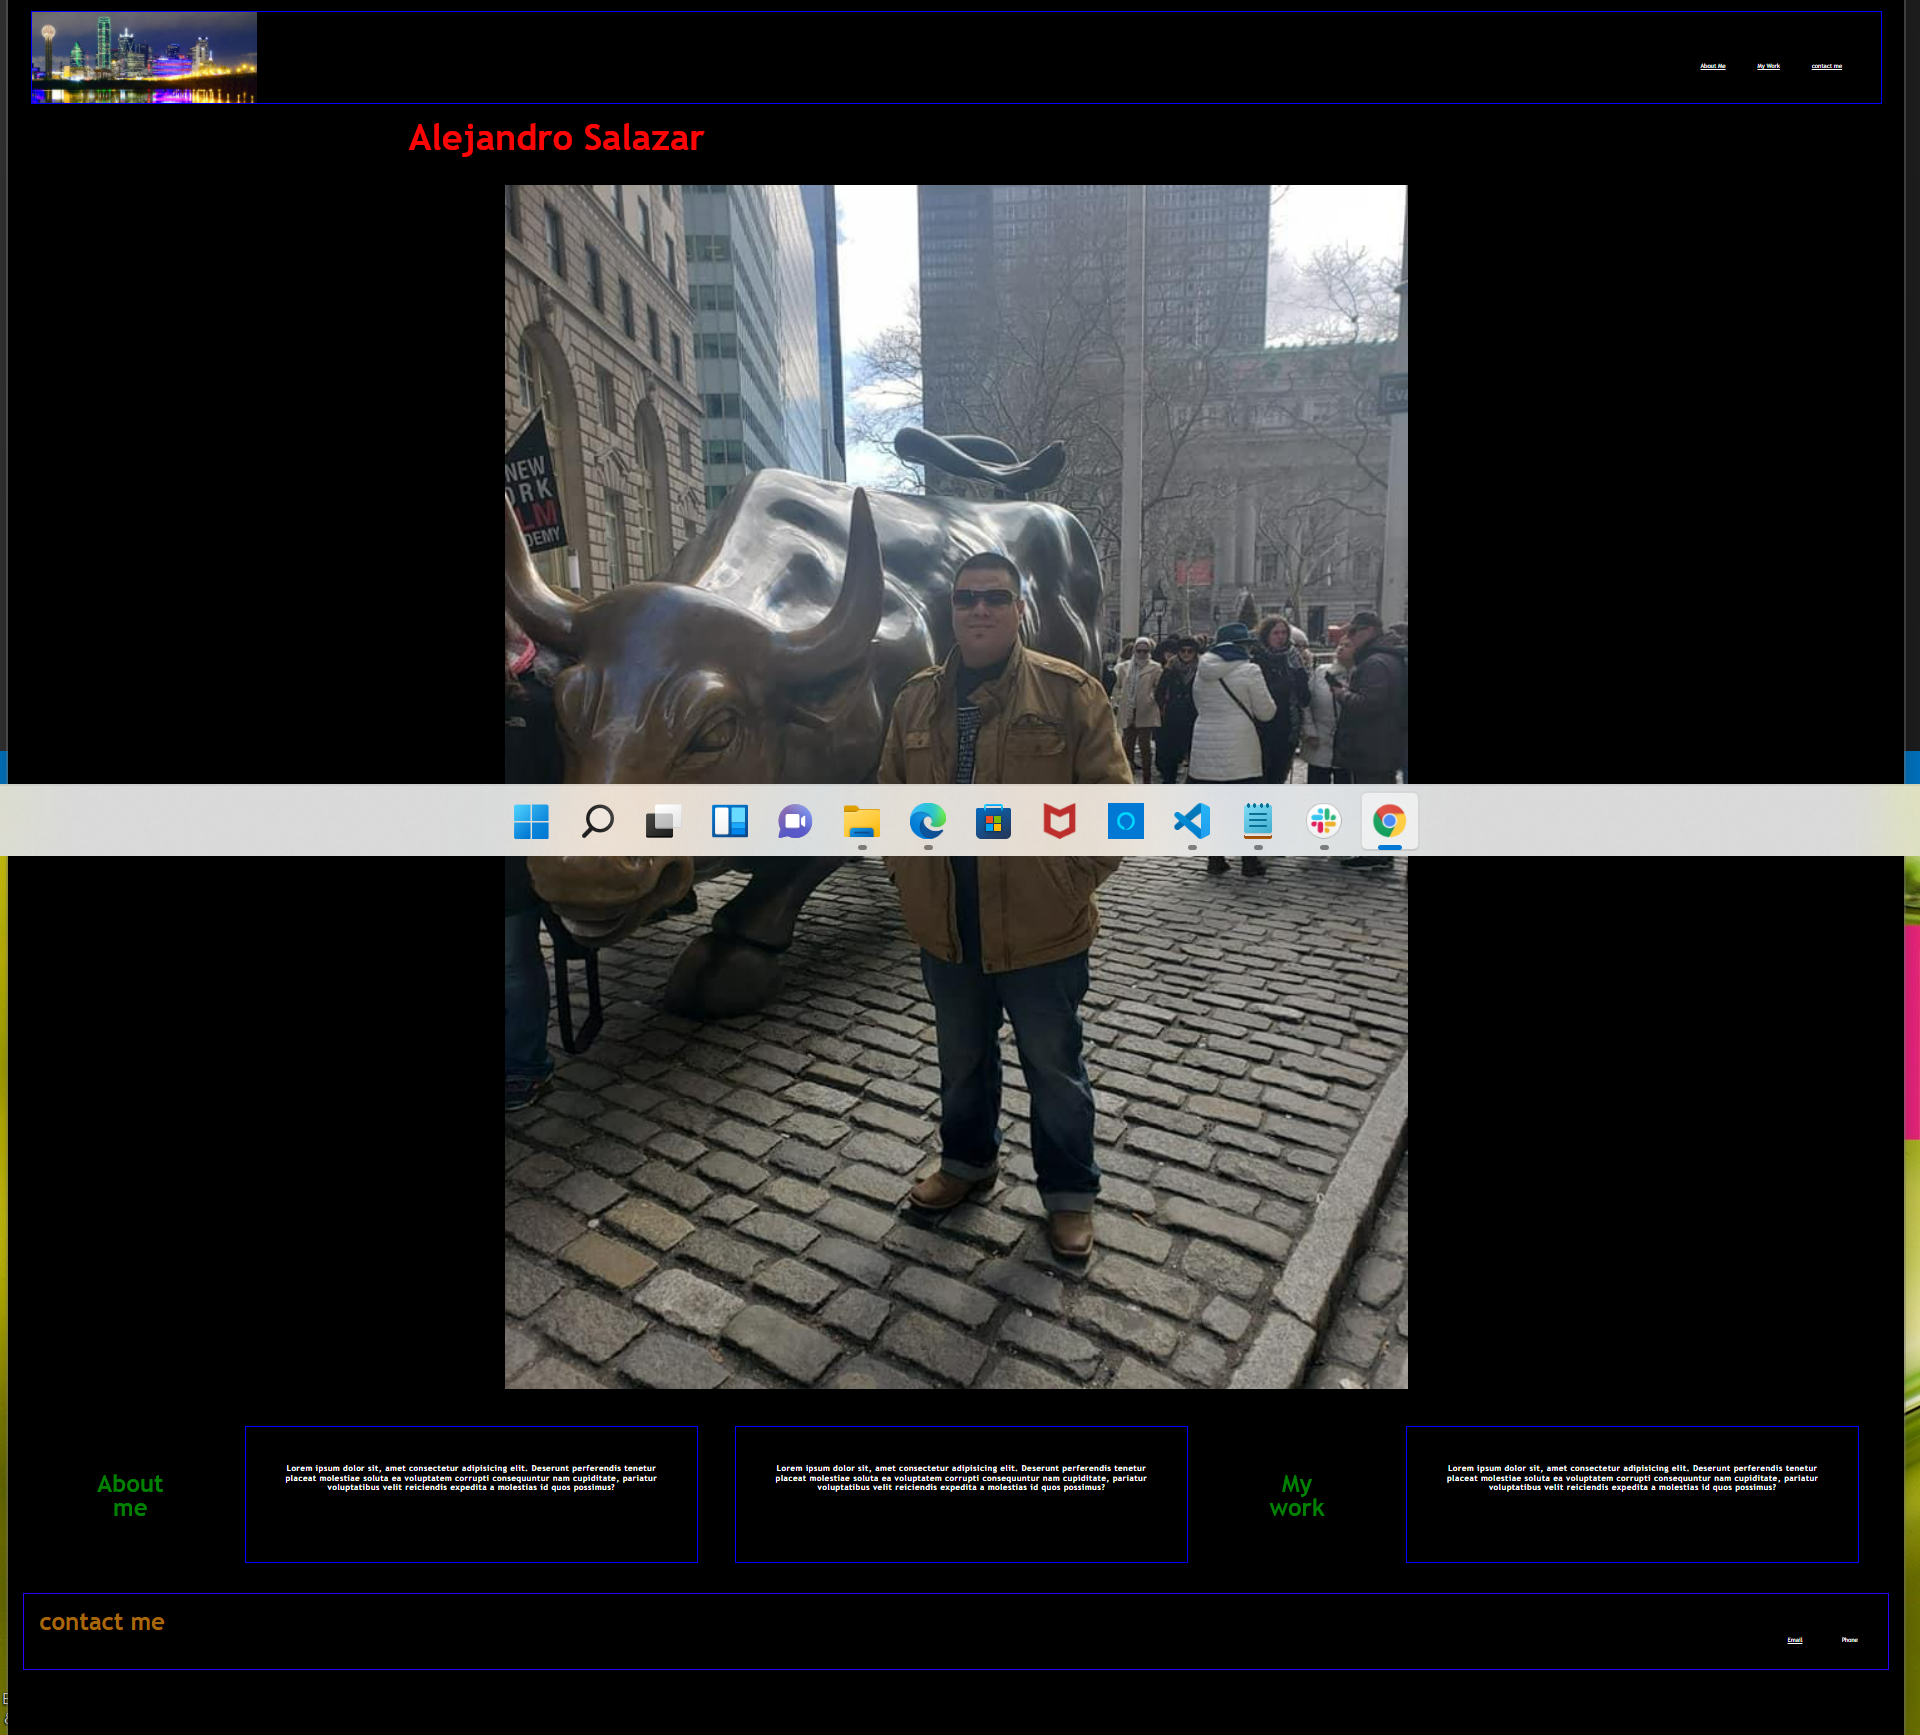 About Me My Work contact me
Alejandro Salazar
NEW
ORK
LM
DEMY
About
me
Lorem ipsum dolor sit, amet consectetur adipisicing elit. Deserunt perferendis tenetur
placeat molestiae soluta ea voluptatem corrupti consequuntur nam cupiditate, pariatur
voluptatibus velit reiciendis expedita a molestias id quos possimus?
Lorem ipsum dolor sit, amet consectetur adipisicing elit. Deserunt perferendis tenetur
placeat molestiae soluta ea voluptatem corrupti consequuntur nam cupiditate, pariatur
voluptatibus velit reiciendis expedita a molestias id quos possimus?
My
work
Lorem ipsum dolor sit, amet consectetur adipisicing elit. Deserunt perferendis tenetur
placeat molestiae soluta ea voluptatem corrupti consequuntur nam cupiditate, pariatur
voluptatibus velit reiciendis expedita a molestias id quos possimus?
contact me
Email Phone